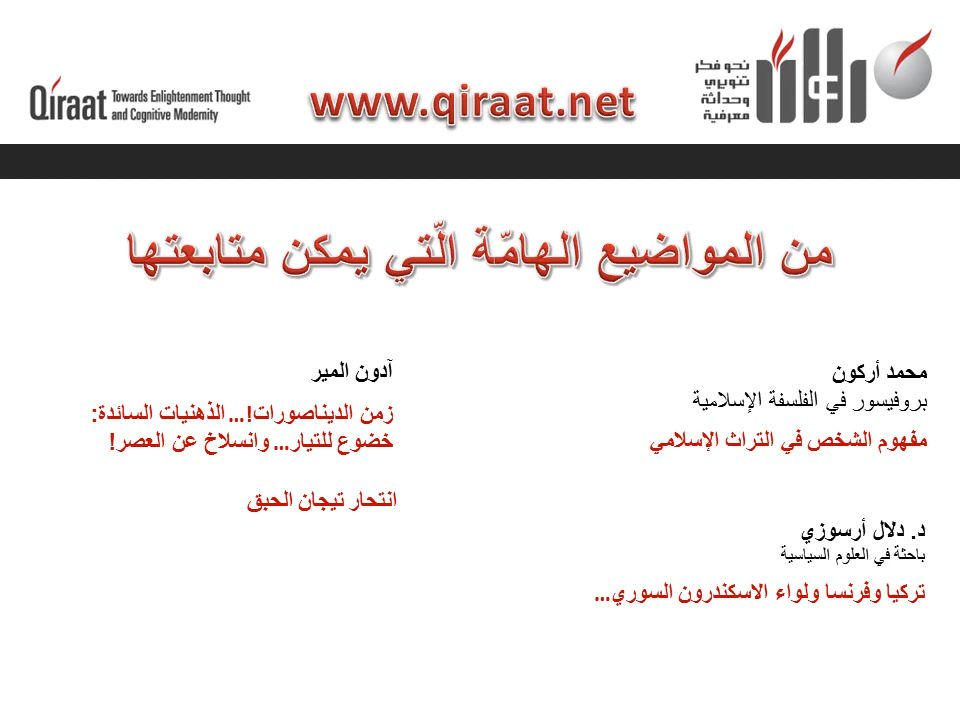 Qiraat Towards Enlightenment Thought
and Cognitive Modernity
www.qiraat.net
نحو فكر
تنويري
وحداثة
معرفية
من المواضيع الهامّة الّتي يمكن متابعتها
محمد أركون
بروفيسور في الفلسفة الإسلامية
مفهوم الشخص في التراث الإسلامي
د. دلال أرسوزي
باحثة في العلوم السياسية
تركيا وفرنسا ولواء الاسكندرون السوري...
آدون المير
زمن الديناصورات!... الذهنيات السائدة:
خضوع للتيار... وانسلاخ عن العصر!
انتحار تيجان الحبق